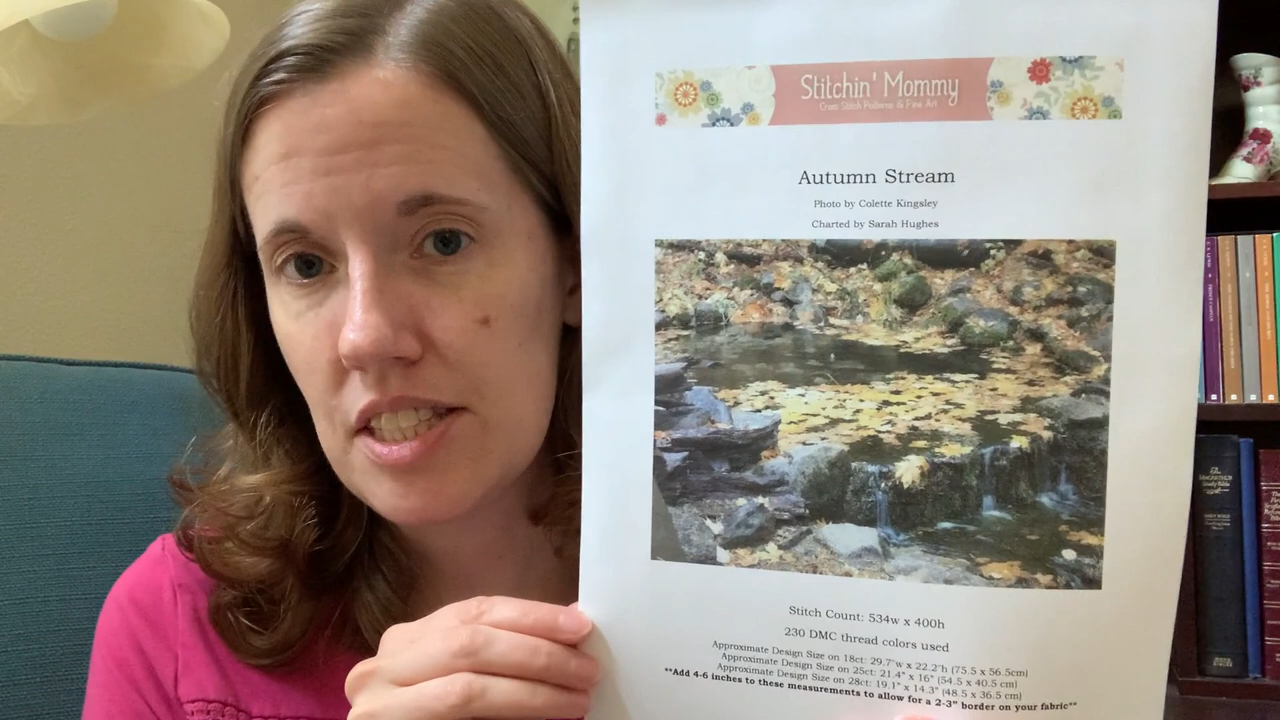 Stitchin' Mommy
Cross Stitch Patterns & Fine Art
Autumn Stream
Photo by Colette Kingsley
Charted by Sarah Hughes
Stitch Count: 534w x 400h
230 DMC thread colors used
Approximate Design Size on 18ct: 29.7"w x 22.2"h (75.5 x 56.5cm)
Approximate Design Size on 25ct: 21.4" x 16" (54.5 x 40.5 cm)
Approximate Design Size on 28ct: 19.1" x 14.3" (48.5 x 36.5 cm)
**Add 4-6 inches to these measurements to allow for a 2-3" border on your fabric**
MacArthur
Study Bible